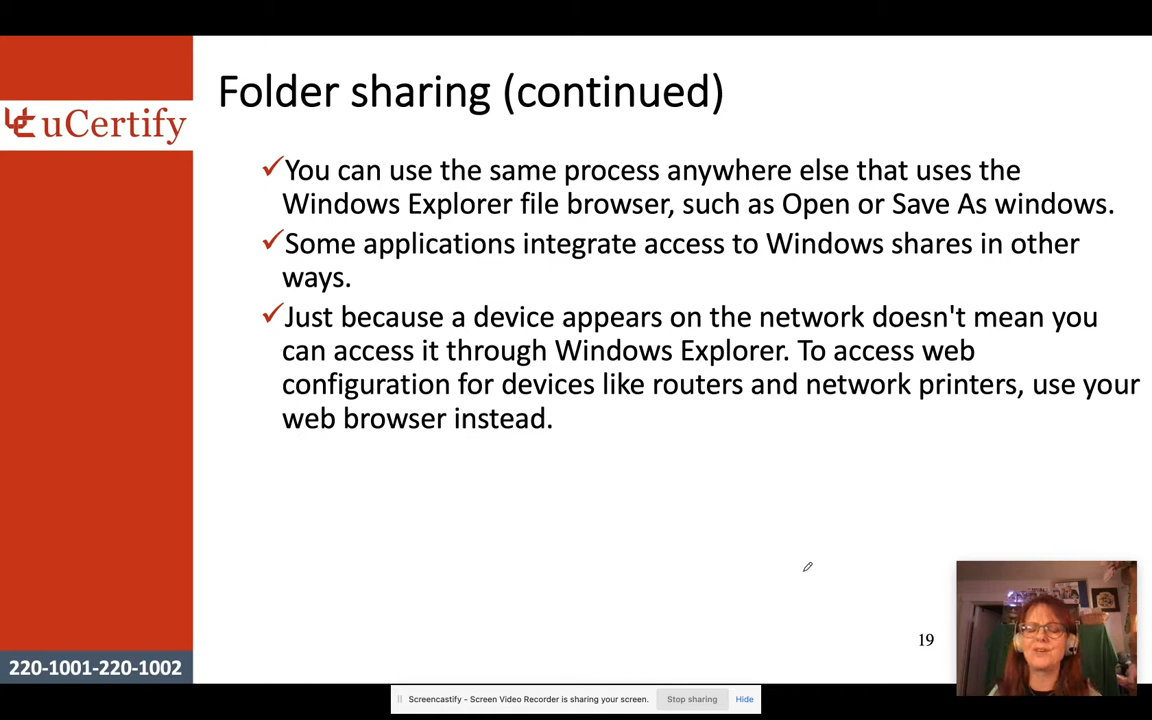 Folder sharing (continued)
uCertify
You can use the same process anywhere else that uses the
Windows Explorer file browser, such as Open or Save As windows.
Some applications integrate access to Windows shares in other
ways.
Just because a device appears on the network doesn't mean you
can access it through Windows Explorer. To access web
configuration for devices like routers and network printers, use your
web browser instead.
19
220-1001-220-1002
Screencastify - Screen Video Recorder is sharing your screen.
Stop sharing
Hide